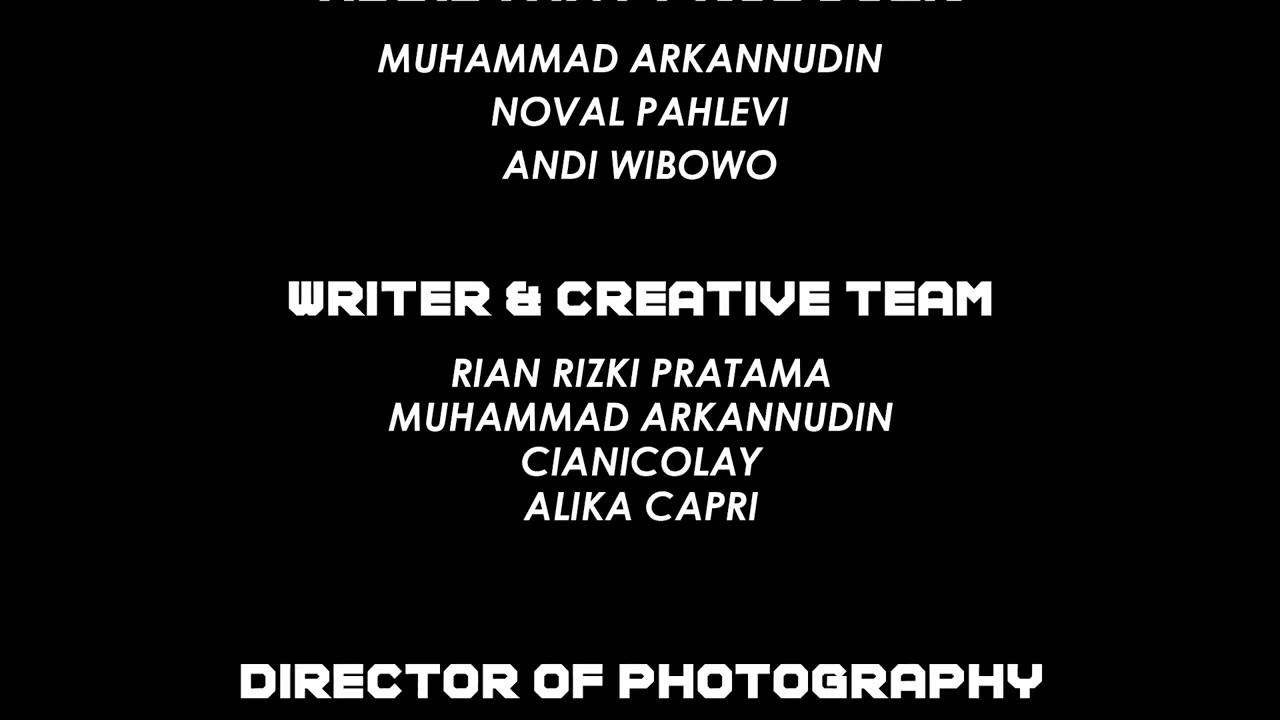 MUHAMMAD ARKANNUDIN
NOVAL PAHLEVI
ANDI WIBOWO
WRITER & CREATIVE TEAM
RIAN RIZKI PRATAMA
MUHAMMAD ARKANNUDIN
CIANICOLAY
ALIKA CAPRI
DIRECTOR OF PHOTOGRAPHY